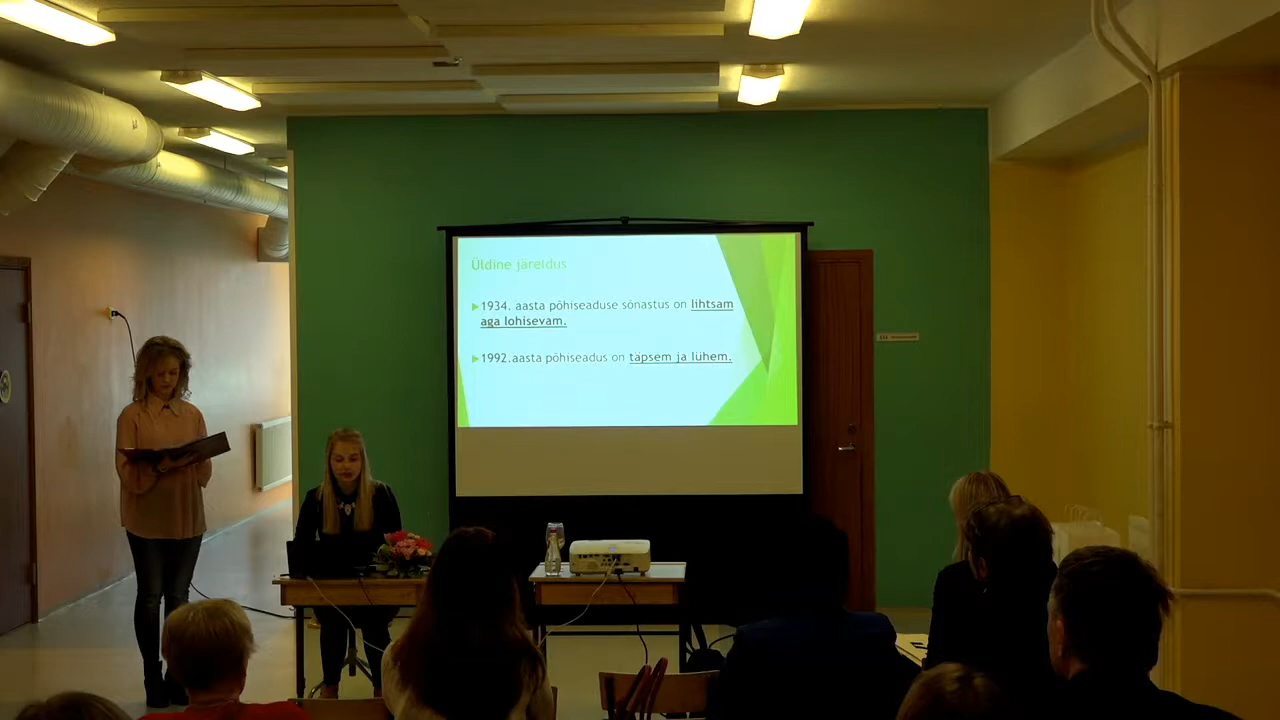 Üldine järeldus
1934. aasta põhiseaduse sõnastus on lihtsam
aga lohisevam.
1992.aasta põhiseadus on täpsem ja lühem.